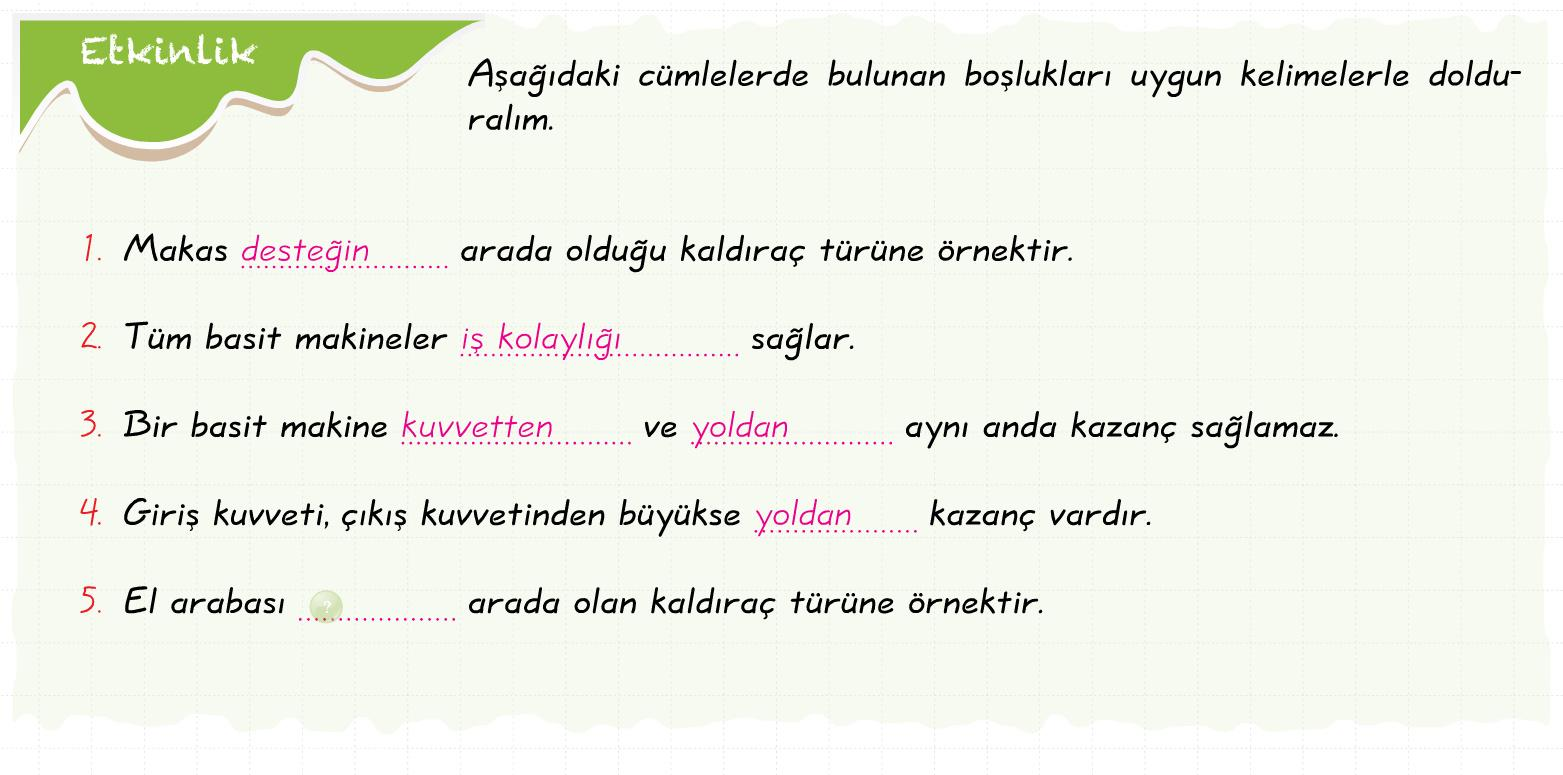 Etkinlik
Aşağıdaki cümlelerde bulunan boşlukları uygun kelimelerle doldu-
ralım.
1. Makas desteğin arada olduğu kaldıraç türüne örnektir.
2. Tüm basit makineler iş kolaylığı sağlar.
3. Bir basit makine kuvvetten ve yoldan aynı anda kazanç sağlamaz.
4. Giriş kuvveti, çıkış kuvvetinden büyükse yoldan kazanç vardır.
5. El arabası ? arada olan kaldıraç türüne örnektir.